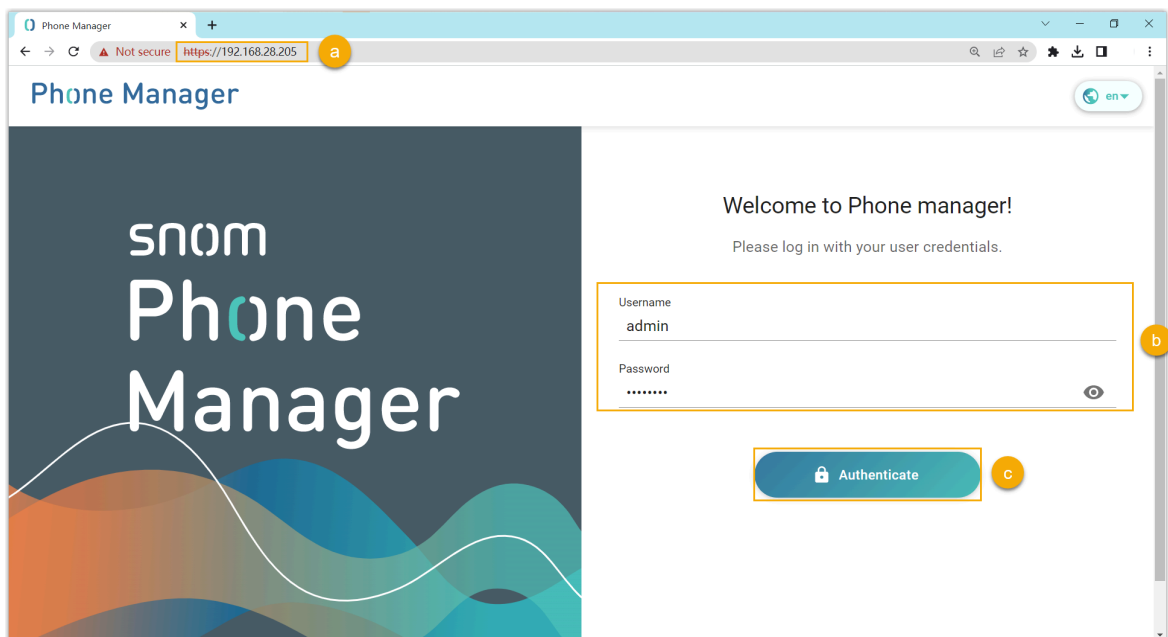 Phone Manager
Not secure https://192.168.28.205 a
Phone Manager
en
snom
Phone
Manager
Welcome to Phone manager!
Please log in with your user credentials.
Username
admin
b
Password
••••••••
Authenticate c